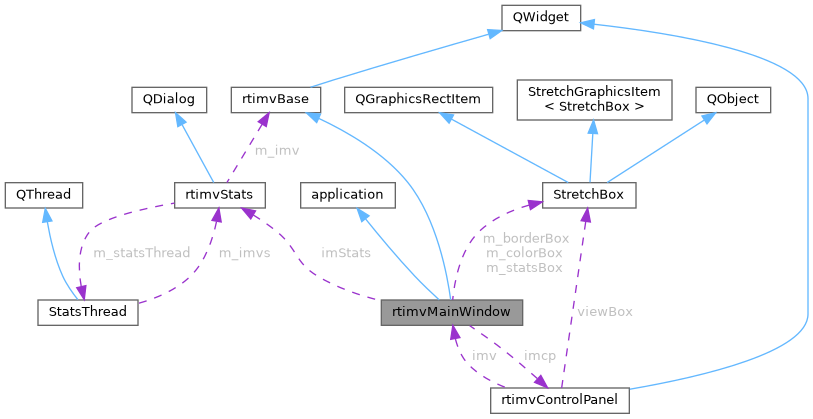 QWidget
QDialog
rtimvBase
QGraphicsRectItem
StretchGraphicsItem
< StretchBox >
QObject
m_imv
QThread
rtimvStats
application
StretchBox
m_statsThread
m_imvs
imStats
m_borderBox
m_colorBox
m_statsBox
StatsThread
rtimvMainWindow
viewBox
imv
imcp
rtimvControlPanel